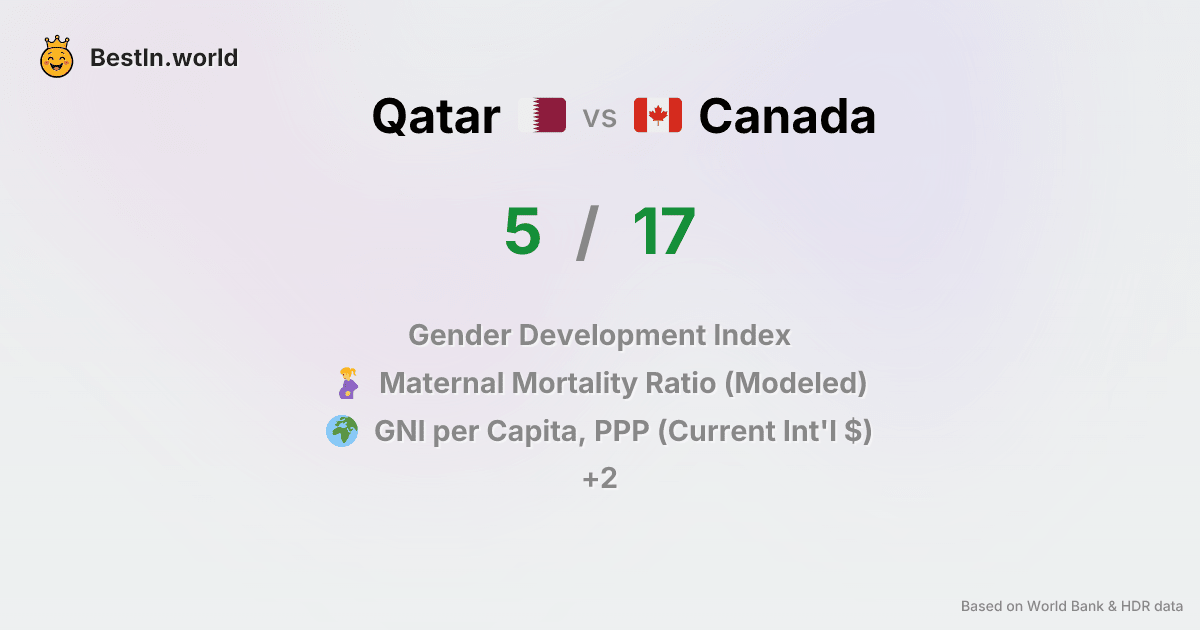 BestIn.world
Qatar vs Canada
5 / 17
Gender Development Index
Maternal Mortality Ratio (Modeled)
GNI per Capita, PPP (Current Int'l $)
+2
Based on World Bank & HDR data